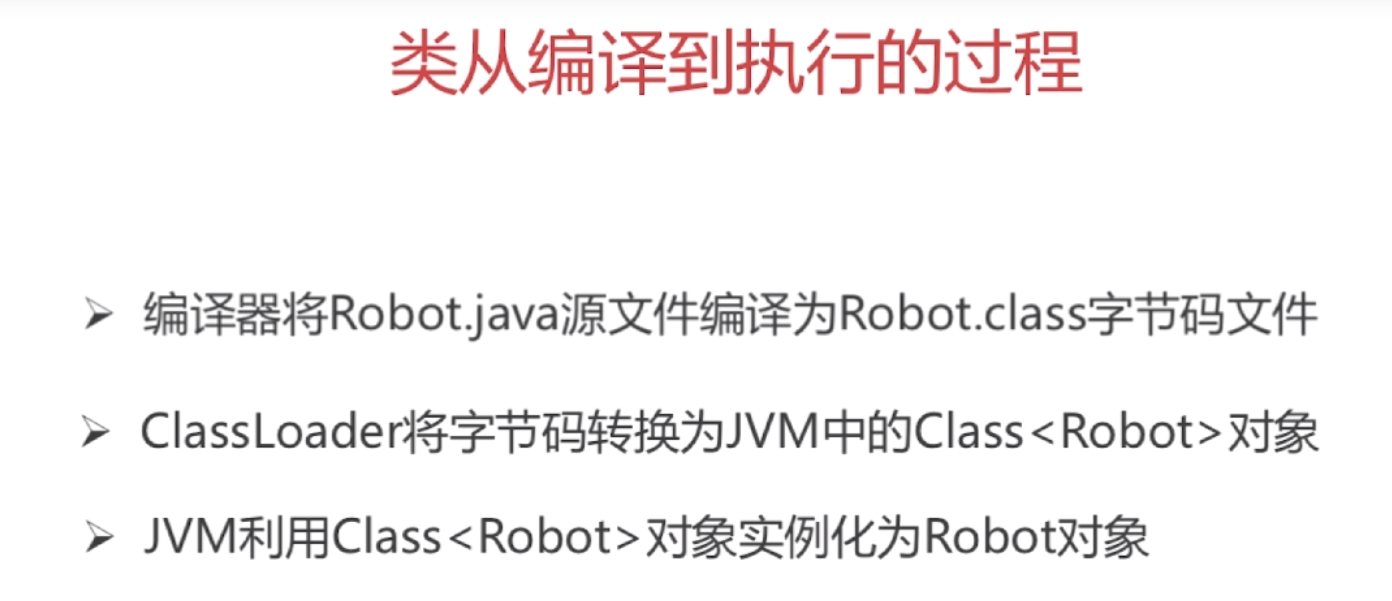 类从编译到执行的过程
➢ 编译器将Robot.java源文件编译为Robot.class字节码文件
➢ ClassLoader将字节码转换为JVM中的Class<Robot>对象
➢ JVM利用Class<Robot>对象实例化为Robot对象